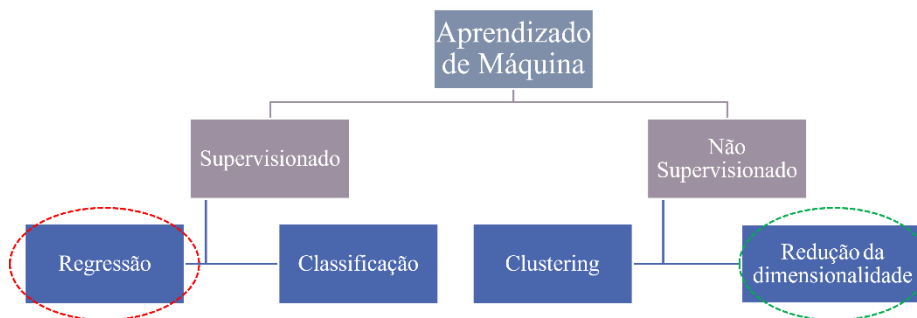 Aprendizado
de Máquina
Supervisionado
Não
Supervisionado
Regressão
Classificação
Clustering
Redução da
dimensionalidade